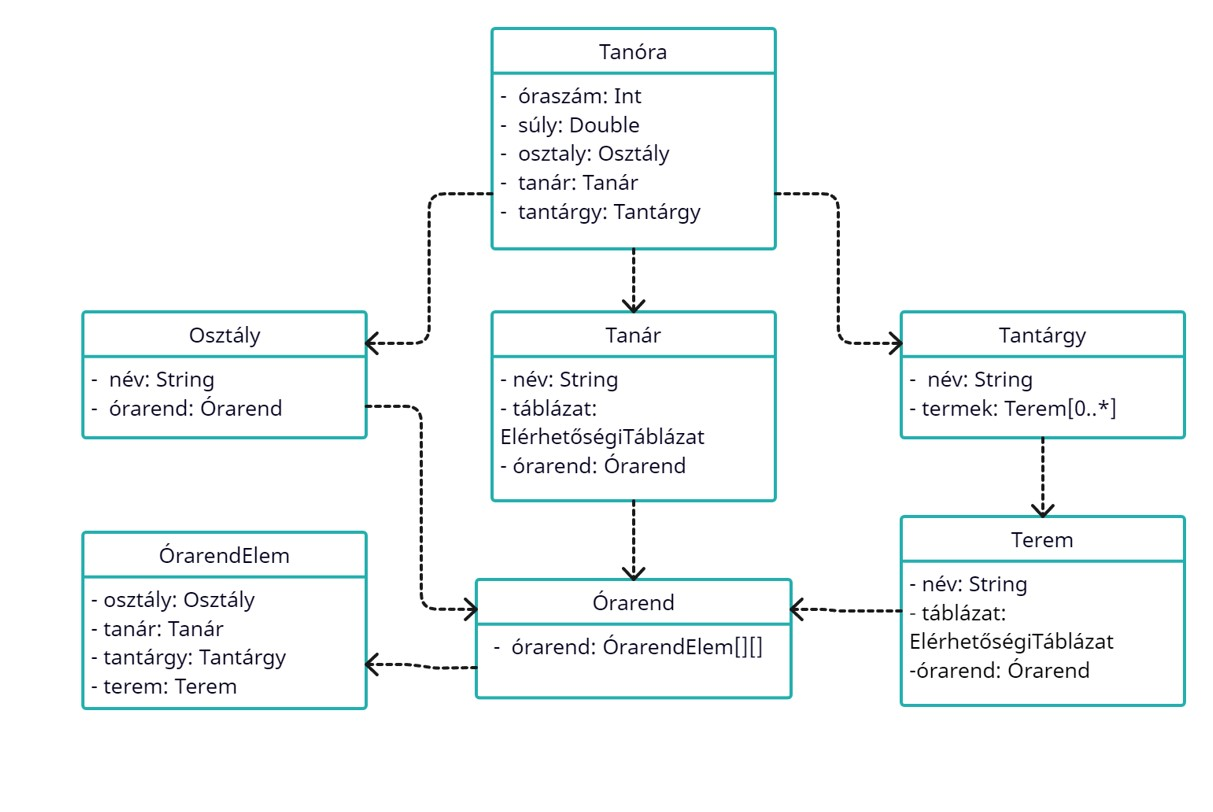 Tanóra
- óraszám: Int
- súly: Double
- osztaly: Osztály
- tanár: Tanár
- tantárgy: Tantárgy
Osztály
- név: String
- órarend: Órarend
Tanár
- név: String
- táblázat:
ElérhetőségiTáblázat
- órarend: Órarend
Tantárgy
- név: String
- termek: Terem[0..*]
ÓrarendElem
- osztály: Osztály
- tanár: Tanár
- tantárgy: Tantárgy
- terem: Terem
Órarend
- órarend: ÓrarendElem[][]
Terem
- név: String
- táblázat:
ElérhetőségiTáblázat
-órarend: Órarend